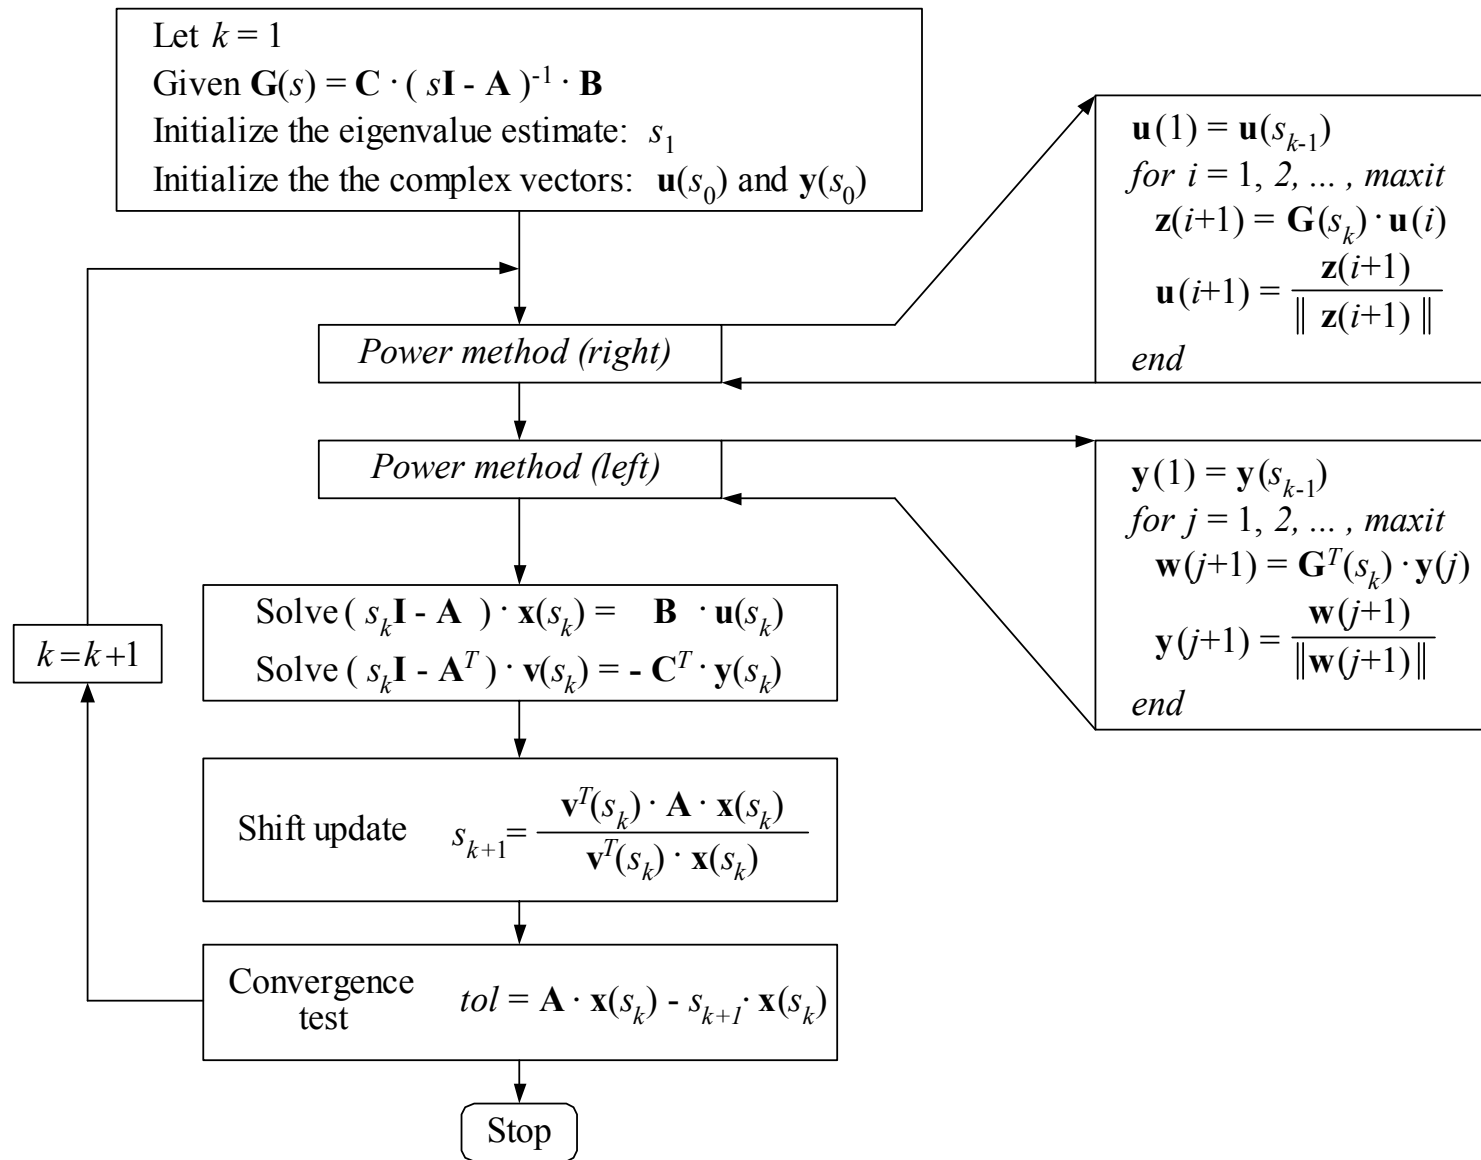 Let k = 1
Given G(s) = C · ( sI - A )⁻¹ · B
Initialize the eigenvalue estimate: s₁
Initialize the the complex vectors: u(s₀) and y(s₀)
Power method (right)
u(1) = u(sₖ₋₁)
for i = 1, 2, ... , maxit
z(i+1) = G(sₖ) · u(i)
u(i+1) = z(i+1) / || z(i+1) ||
end
Power method (left)
y(1) = y(sₖ₋₁)
for j = 1, 2, ... , maxit
w(j+1) = Gᵀ(sₖ) · y(j)
y(j+1) = w(j+1) / ||w(j+1)||
end
Solve ( sₖI - A ) · x(sₖ) = B · u(sₖ)
Solve ( sₖI - Aᵀ ) · v(sₖ) = - Cᵀ · y(sₖ)
Shift update sₖ₊₁ = vᵀ(sₖ) · A · x(sₖ) / vᵀ(sₖ) · x(sₖ)
Convergence
test
tol = A · x(sₖ) - sₖ₊₁ · x(sₖ)
k = k +1
Stop